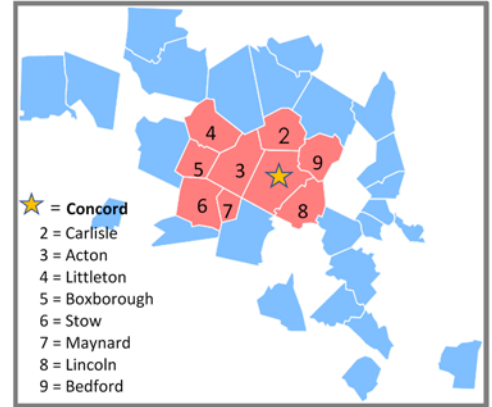 4
2
9
5
3
6
7
8
= Concord
2 = Carlisle
3 = Acton
4 = Littleton
5 = Boxborough
6 = Stow
7 = Maynard
8 = Lincoln
9 = Bedford